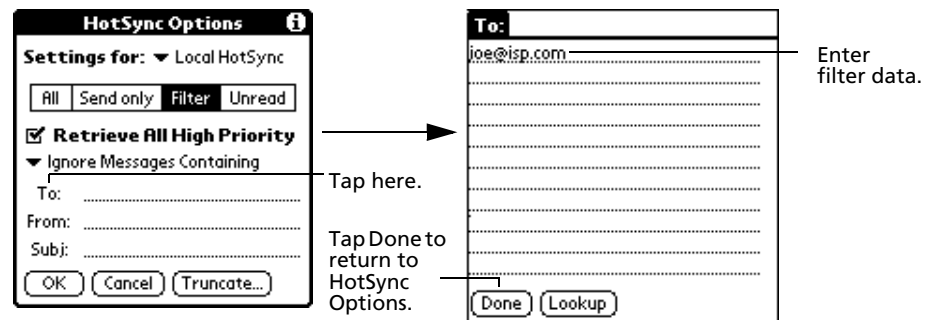 HotSync Options
Settings for: Local HotSync
All Send only Filter Unread
Retrieve All High Priority
Ignore Messages Containing
To:
From:
Subj:
OK Cancel Truncate...
Tap here.
Tap Done to
return to
HotSync
Options.
To:
joe@isp.com
Done Lookup
Enter
filter data.